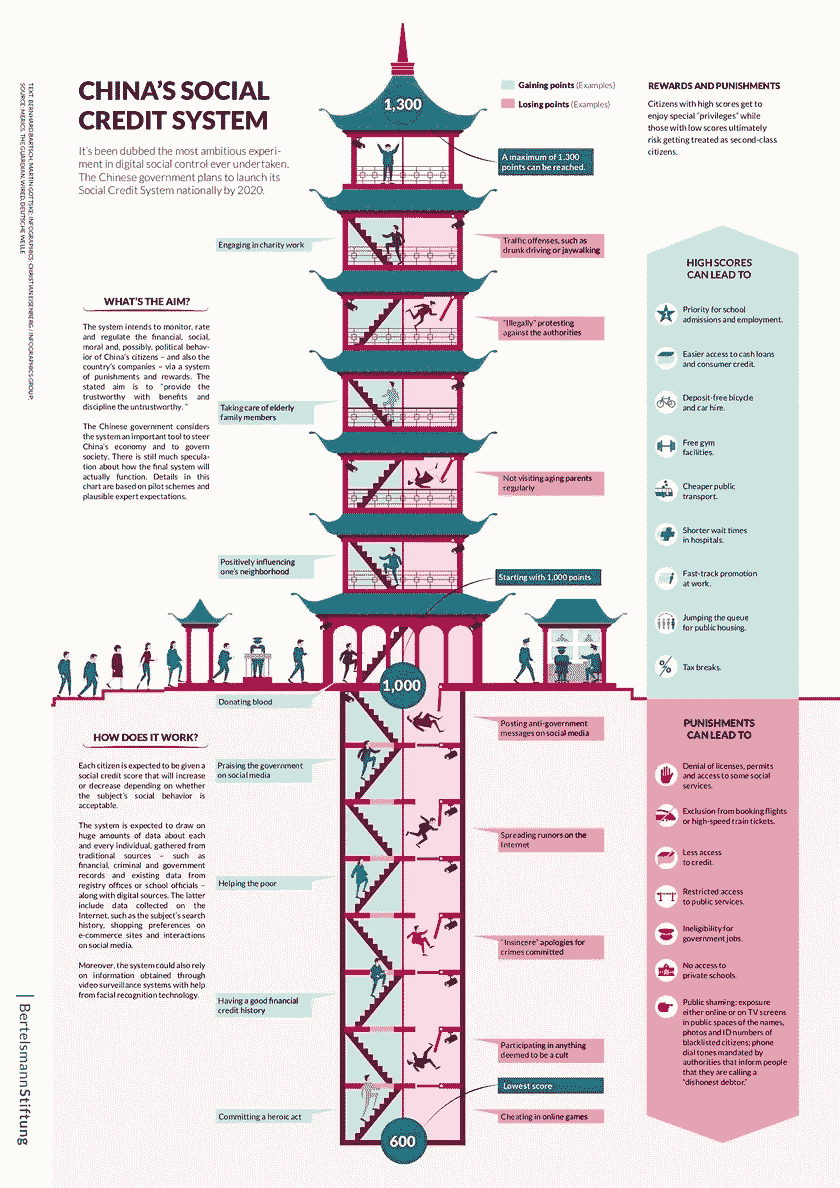 CHINA'S SOCIAL
CREDIT SYSTEM
It's been dubbed the most ambitious experi-
ment in digital social control ever undertaken.
The Chinese government plans to launch its
Social Credit System nationally by 2020.
TEXT: BERNHARD BARTSCH, MARTIN GOTTSKE; INFOGRAPHICS: CHRISTIAN EISENBERG / INFOGRAPHICS GROUP;
SOURCE: MERICS, THE GUARDIAN, WIRED, DEUTSCHE WELLE
1,300
Gaining points (Examples)
Losing points (Examples)
A maximum of 1.300
points can be reached.
REWARDS AND PUNISHMENTS
Citizens with high scores get to
enjoy special "privileges" while
those with low scores ultimately
risk getting treated as second-class
citizens.
Engaging in charity work
Traffic offenses, such as
drunk driving or jaywalking
WHAT'S THE AIM?
The system intends to monitor, rate
and regulate the financial, social,
moral and, possibly, political behav-
ior of China's citizens – and also the
country's companies – via a system
of punishments and rewards. The
stated aim is to "provide the
trustworthy with benefits and
discipline the untrustworthy."
The Chinese government considers
the system an important tool to steer
China's economy and to govern
society. There is still much specula-
tion about how the final system will
actually function. Details in this
chart are based on pilot schemes and
plausible expert expectations.
"Illegally" protesting
against the authorities
Taking care of elderly
family members
Not visiting aging parents
regularly
Positively influencing
one's neighborhood
Starting with 1.000 points
1,000
Donating blood
Posting anti-government
messages on social media
HOW DOES IT WORK?
Each citizen is expected to be given a
social credit score that will increase
or decrease depending on whether
the subject's social behavior is
acceptable.
The system is expected to draw on
huge amounts of data about each
and every individual, gathered from
traditional sources – such as
financial, criminal and government
records and existing data from
registry offices or school officials –
along with digital sources. The latter
include data collected on the
Internet, such as the subject's search
history, shopping preferences on
e-commerce sites and interactions
on social media.
Moreover, the system could also rely
on information obtained through
video surveillance systems with help
from facial recognition technology.
Praising the government
on social media
Spreading rumors on the
Internet
Helping the poor
"Insincere" apologies for
crimes committed
Having a good financial
credit history
Participating in anything
deemed to be a cult
Lowest score
Committing a heroic act
Cheating in online games
600
HIGH SCORES
CAN LEAD TO
Priority for school
admissions and employment.
Easier access to cash loans
and consumer credit.
Deposit-free bicycle
and car hire.
Free gym
facilities.
Cheaper public
transport.
Shorter wait times
in hospitals.
Fast-track promotion
at work.
Jumping the queue
for public housing.
Tax breaks.
PUNISHMENTS
CAN LEAD TO
Denial of licenses, permits
and access to some social
services.
Exclusion from booking flights
or high-speed train tickets.
Less access
to credit.
Restricted access
to public services.
Ineligibility for
government jobs.
No access to
private schools.
Public shaming: exposure
either online or on TV screens
in public spaces of the names,
photos and ID numbers of
blacklisted citizens; phone
dial tones mandated by
authorities that inform people
that they are calling a
"dishonest debtor."
BertelsmannStiftung